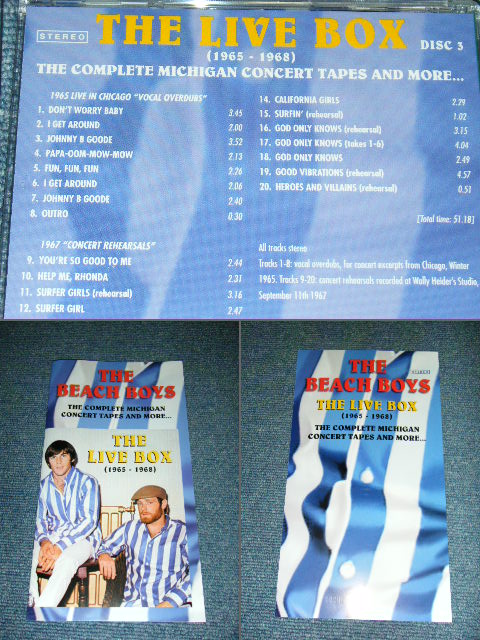 STEREO
THE LIVE BOX
DISC 3
(1965 - 1968)
THE COMPLETE MICHIGAN CONCERT TAPES AND MORE...
1965 LIVE IN CHICAGO "VOCAL OVERDUBS"
1. DON'T WORRY BABY 3.45
2. I GET AROUND 2.00
3. JOHNNY B GOODE 3.52
4. PAPA-OOM-MOW-MOW 2.13
5. FUN, FUN, FUN 2.26
6. I GET AROUND 2.06
7. JOHNNY B GOODE 2.40
8. OUTRO 0.30
1967 "CONCERT REHEARSALS"
9. YOU'RE SO GOOD TO ME 2.44
10. HELP ME, RHONDA 2.31
11. SURFER GIRLS (rehearsal) 3.16
12. SURFER GIRL 2.47
14. CALIFORNIA GIRLS 2.29
15. SURFIN' (rehearsal) 1.02
16. GOD ONLY KNOWS (rehearsal) 3.15
17. GOD ONLY KNOWS (takes 1-6) 4.04
18. GOD ONLY KNOWS 2.49
19. GOOD VIBRATIONS (rehearsal) 4.57
20. HEROES AND VILLAINS (rehearsal) 0.51
[Total time: 51.18]
All tracks stereo
Tracks 1-8: vocal overdubs, for concert excerpts from Chicago, Winter
1965. Tracks 9-20: concert rehearsals recorded at Wally Heider's Studio,
September 11th 1967
THE
BEACH BOYS
THE COMPLETE MICHIGAN
CONCERT TAPES AND MORE...
THE
LIVE BOX
(1965 - 1968)
THE
BEACH BOYS
THE LIVE BOX
(1965 - 1968)
THE COMPLETE MICHIGAN
CONCERT TAPES AND MORE...